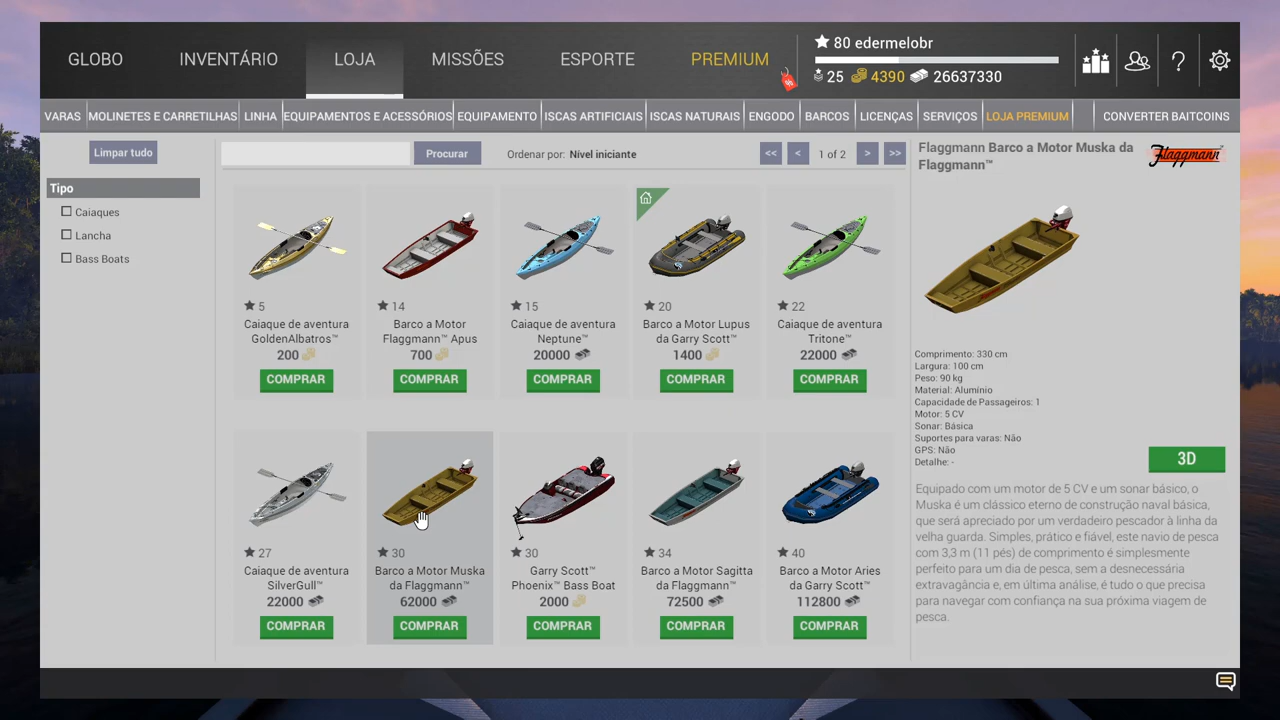 GLOBO INVENTÁRIO LOJA MISSÕES ESPORTE PREMIUM
80 edermelobr
25 4390 26637330
VARAS MOLINETES E CARRETILHAS LINHA EQUIPAMENTOS E ACESSÓRIOS EQUIPAMENTO ISCAS ARTIFICIAIS ISCAS NATURAIS ENGODO BARCOS LICENÇAS SERVIÇOS LOJA PREMIUM CONVERTER BAITCOINS
Limpar tudo
Tipo
Caiaques
Lancha
Bass Boats
Procurar Ordenar por: Nível iniciante << < 1 of 2 > >>
5
Caiaque de aventura
GoldenAlbatros™
200
COMPRAR
14
Barco a Motor
Flaggmann™ Apus
700
COMPRAR
15
Caiaque de aventura
Neptune™
20000
COMPRAR
20
Barco a Motor Lupus
da Garry Scott™
1400
COMPRAR
22
Caiaque de aventura
Tritone™
22000
COMPRAR
27
Caiaque de aventura
SilverGull™
22000
COMPRAR
30
Barco a Motor Muska
da Flaggmann™
62000
COMPRAR
30
Garry Scott™
Phoenix™ Bass Boat
2000
COMPRAR
34
Barco a Motor Sagitta
da Flaggmann™
72500
COMPRAR
40
Barco a Motor Aries
da Garry Scott™
112800
COMPRAR
Flaggmann Barco a Motor Muska da
Flaggmann™
Flaggmann™
Comprimento: 330 cm
Largura: 100 cm
Peso: 90 kg
Material: Alumínio
Capacidade de Passageiros: 1
Motor: 5 CV
Sonar: Básica
Suportes para varas: Não
GPS: Não
Detalhe: -
3D
Equipado com um motor de 5 CV e um sonar básico, o
Muska é um clássico eterno de construção naval básica,
que será apreciado por um verdadeiro pescador à linha da
velha guarda. Simples, prático e fiável, este navio de pesca
com 3,3 m (11 pés) de comprimento é simplesmente
perfeito para um dia de pesca, sem a desnecessária
extravagância e, em última análise, é tudo o que precisa
para navegar com confiança na sua próxima viagem de
pesca.